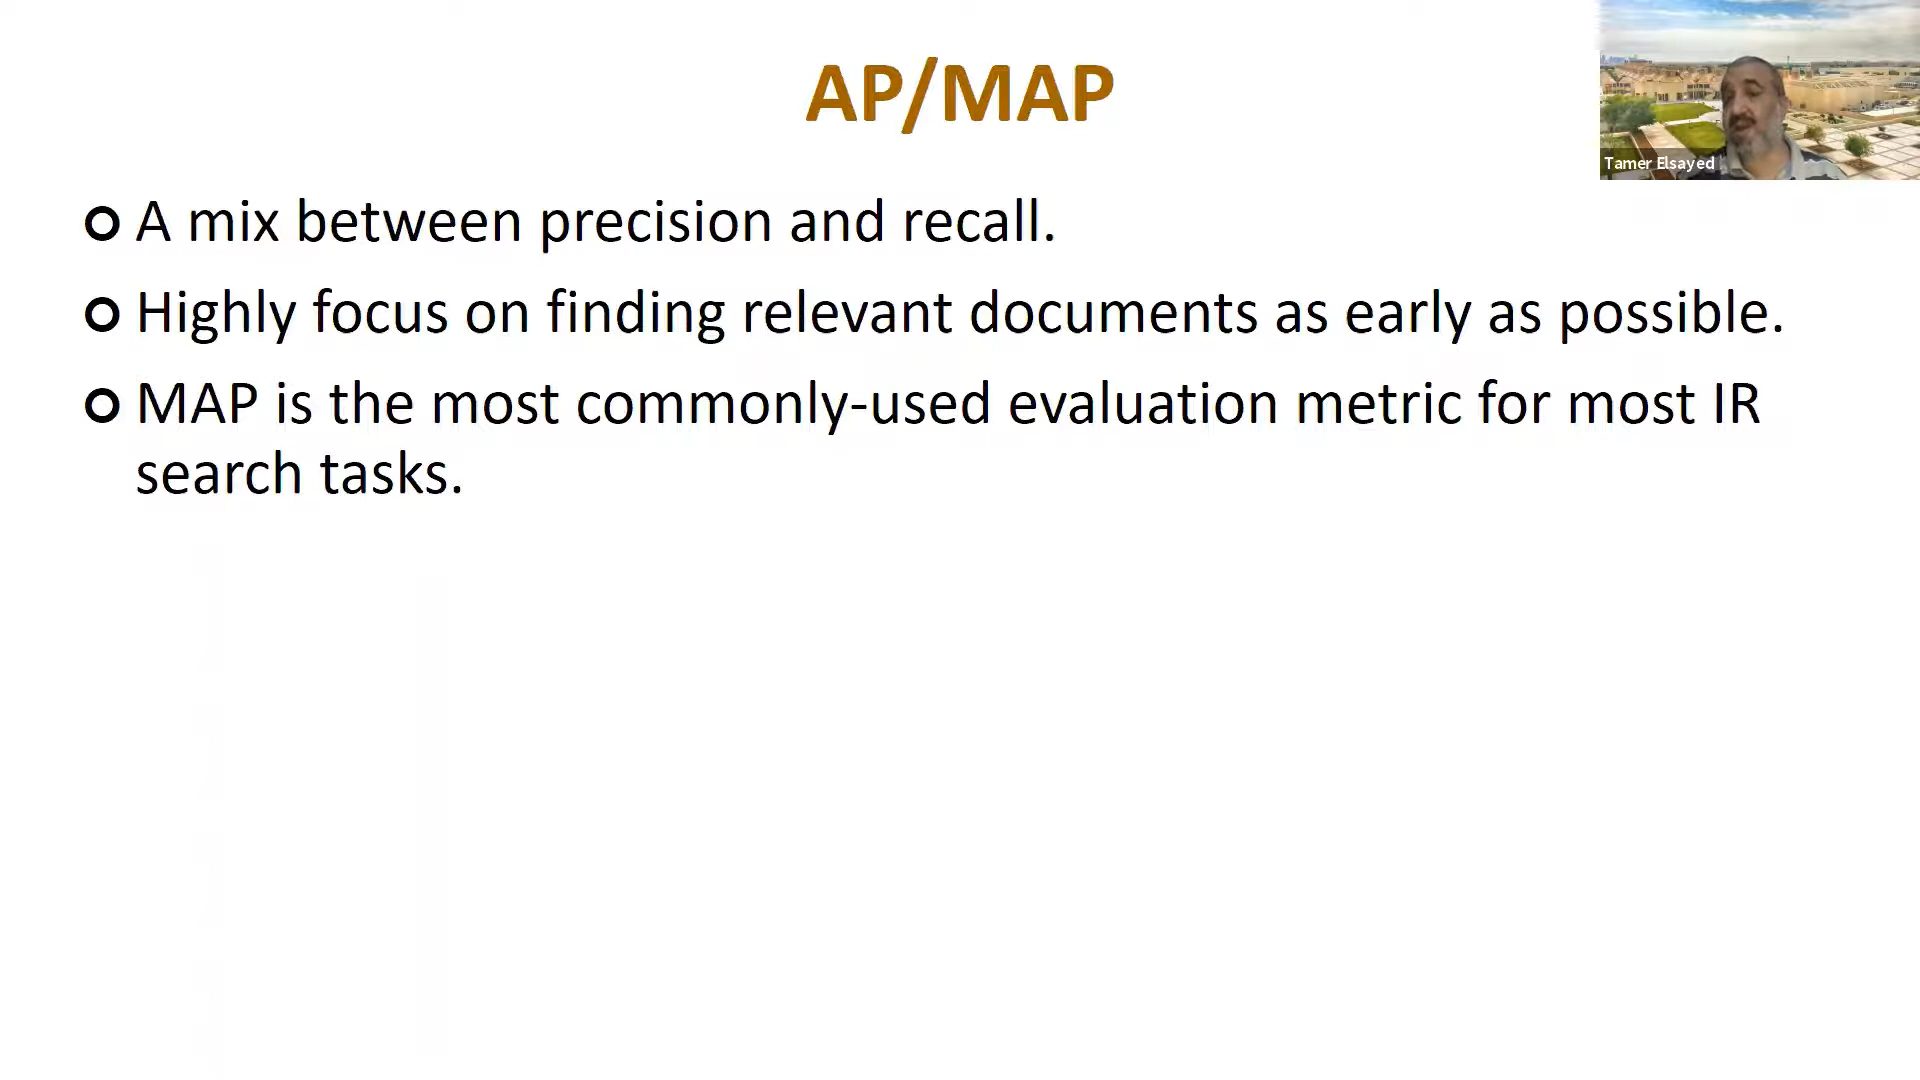 AP/MAP
Tamer Elsayed
A mix between precision and recall.
Highly focus on finding relevant documents as early as possible.
MAP is the most commonly-used evaluation metric for most IR
search tasks.